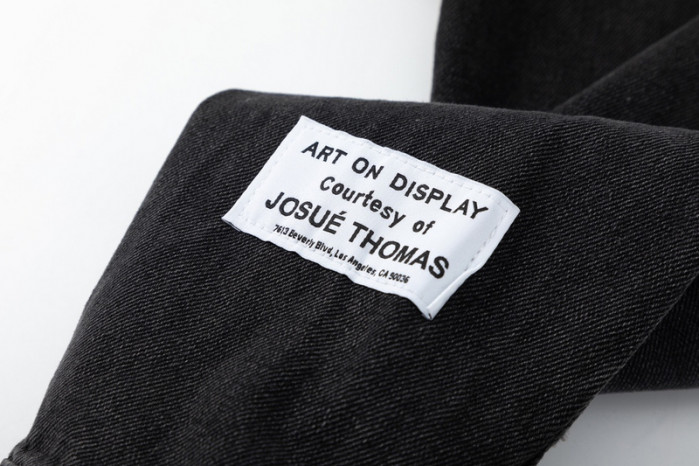 ART ON DISPLAY
Courtesy of
JOSUÉ THOMAS
7613 Beverly Blvd, Los Angeles, CA 90036